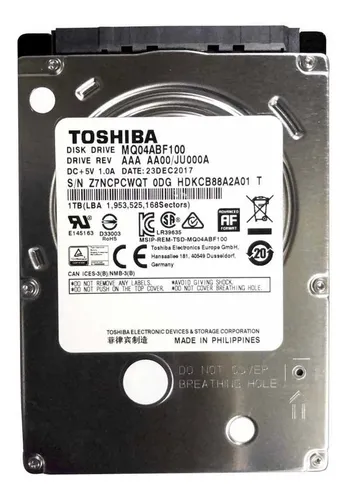 TOSHIBA
DISK DRIVE MQ04ABF100
DRIVE REV AAA AA00/JU000A
DC+5V 1.0A DATE: 23DEC2017
S/N Z7NCPCWQT 0DG HDKCB88A2A01 T
1TB(LBA 1,953,525,168Sectors)
LR39635
E145163 D33003 RoHS
MSIP-REM-TSD-MQ04ABF100
Toshiba Electronics Europe GmbH,
Hansaallee 181, 40549 Dusseldorf,
Germany
ADVANCED FORMAT
20
CAN ICES-3(B)/NMB-3(B)
*DO NOT REMOVE. *AVOID SHOCK.
*DO NOT PUSH ON THE TOP COVER. *DO NOT COVER THIS HOLE.
TOSHIBA ELECTRONIC DEVICES & STORAGE CORPORATION
菲律宾制造
MADE IN PHILIPPINES
DO NOT COVER
BREATHING HOLE